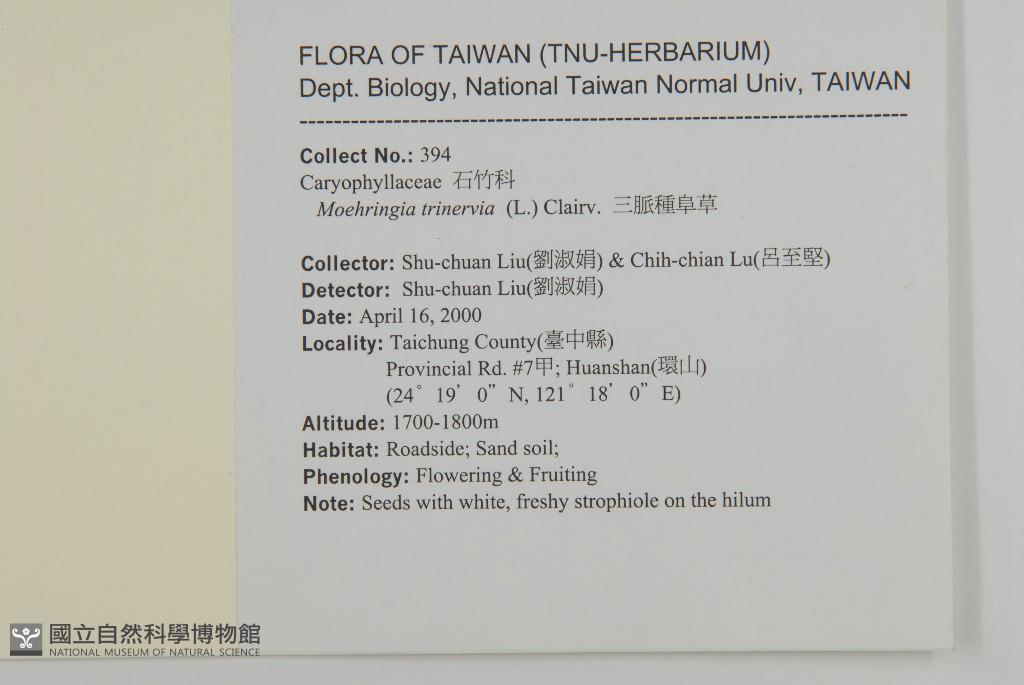 FLORA OF TAIWAN (TNU-HERBARIUM)
Dept. Biology, National Taiwan Normal Univ, TAIWAN
-----------------------------------------------------------------------
Collect No.: 394
Caryophyllaceae 石竹科
Moehringia trinervia (L.) Clairv. 三脈種阜草
Collector: Shu-chuan Liu(劉淑娟) & Chih-chian Lu(呂至堅)
Detector: Shu-chuan Liu(劉淑娟)
Date: April 16, 2000
Locality: Taichung County(臺中縣)
Provincial Rd. #7甲; Huanshan(環山)
(24° 19’ 0” N, 121° 18’ 0” E)
Altitude: 1700-1800m
Habitat: Roadside; Sand soil;
Phenology: Flowering & Fruiting
Note: Seeds with white, freshy strophiole on the hilum
國立自然科學博物館
NATIONAL MUSEUM OF NATURAL SCIENCE